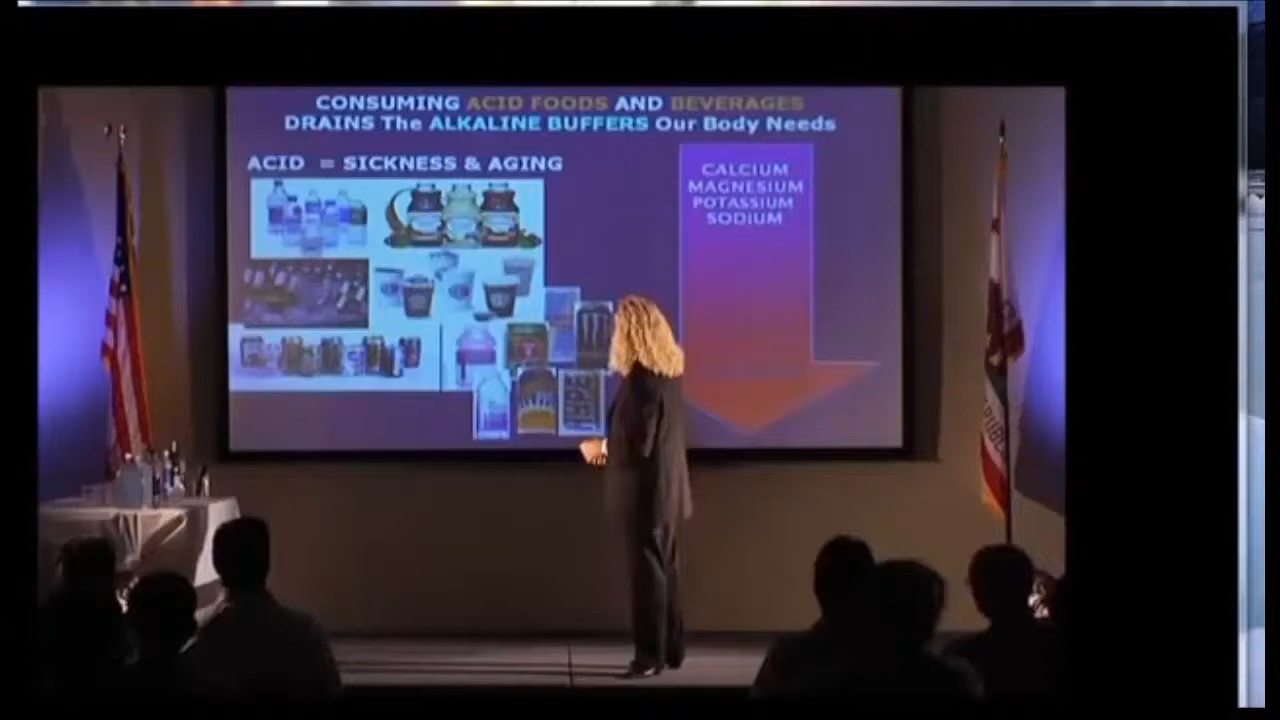 CONSUMING ACID FOODS AND BEVERAGES
DRAINS The ALKALINE BUFFERS Our Body Needs
ACID = SICKNESS & AGING
CALCIUM
MAGNESIUM
POTASSIUM
SODIUM